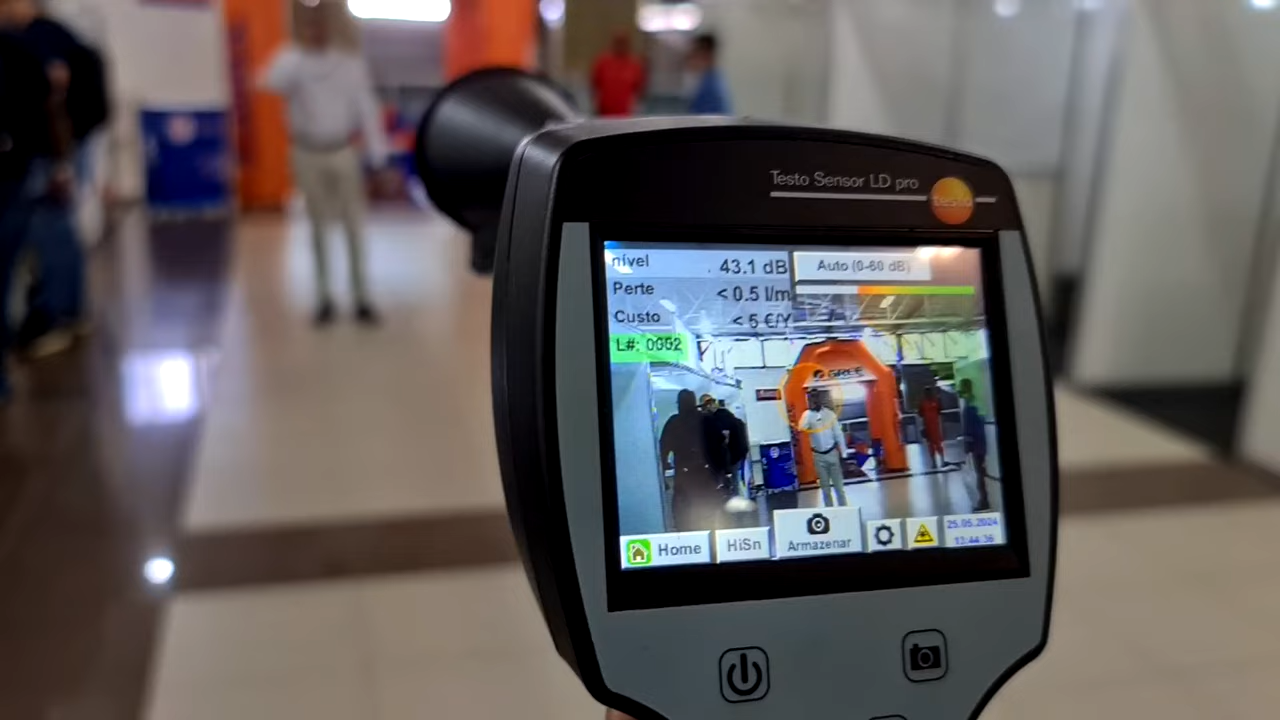 Testo Sensor LD pro
testo
nível 43.1 dB Auto (0-60 dB)
Perte < 0.5 l/m
Custo < 5 €/Y
L#: 0002
GREE
Home HiSn Armazenar 25.05.2024
13:44:36